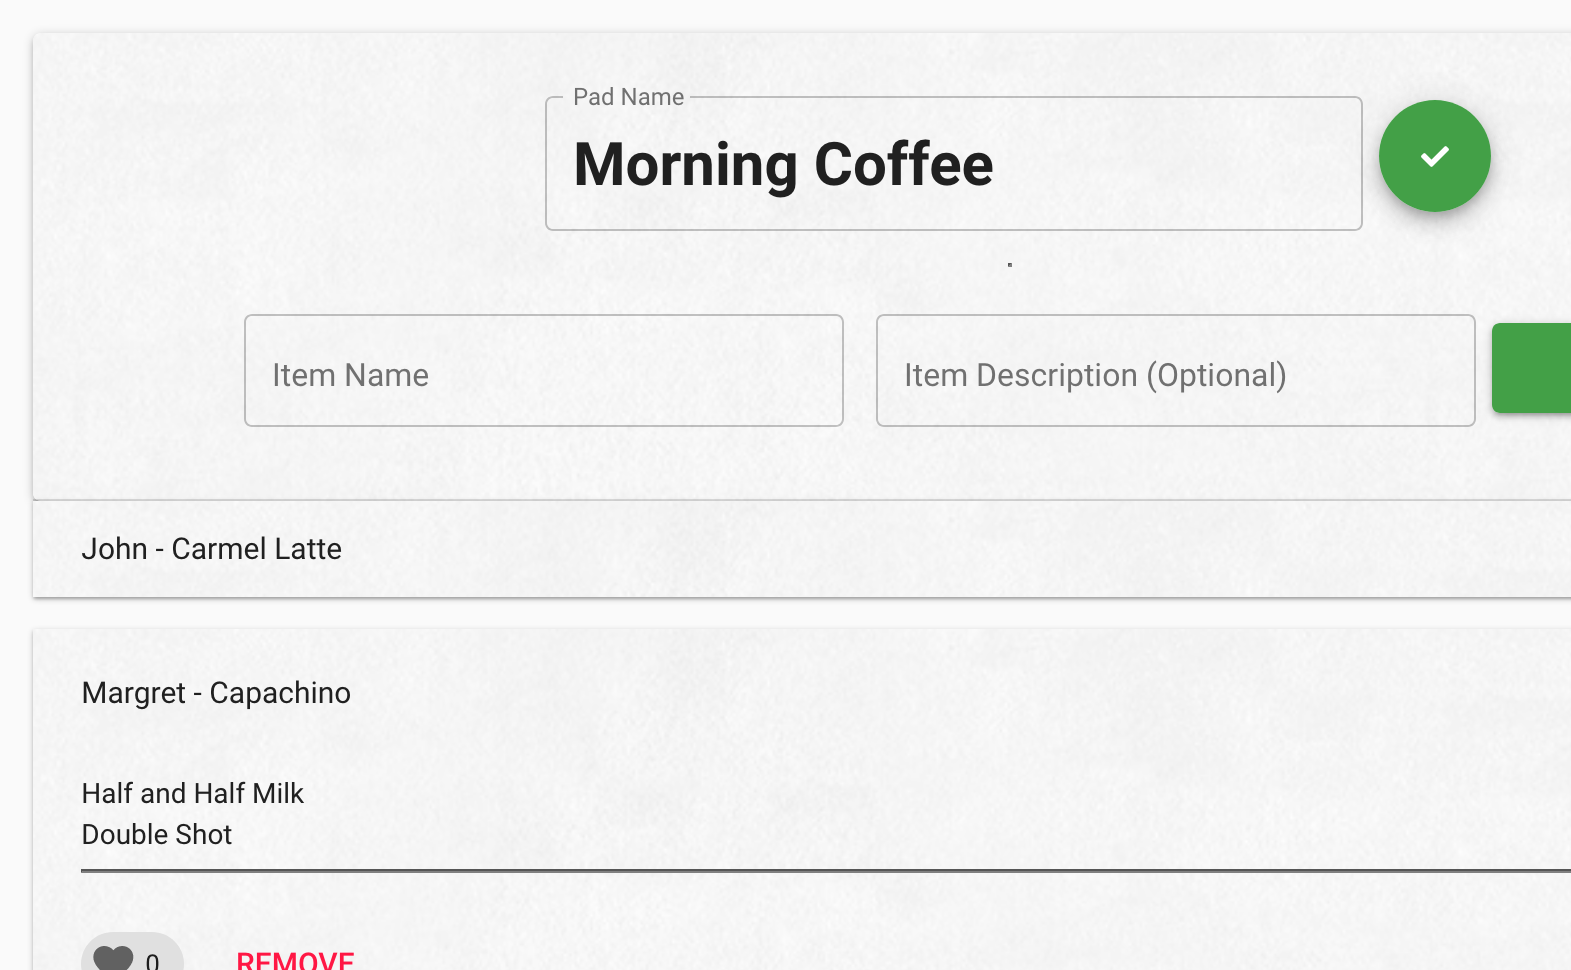 Pad Name
Morning Coffee
Item Name
Item Description (Optional)
John - Carmel Latte
Margret - Capachino
Half and Half Milk
Double Shot
0
REMOVE